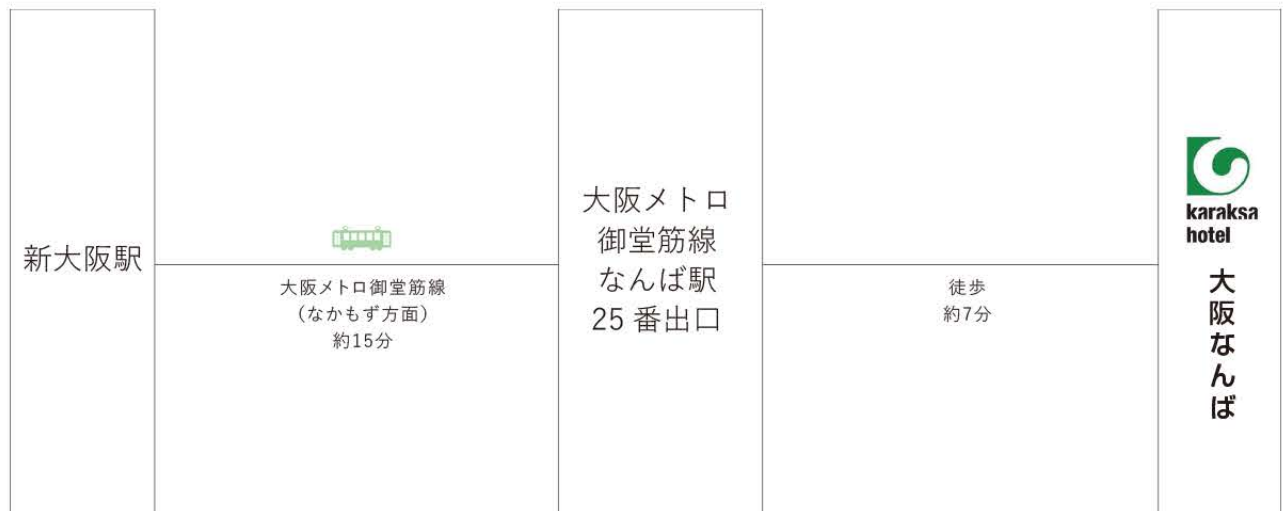 新大阪駅
大阪メトロ御堂筋線
（なかもず方面）
約15分
大阪メトロ
御堂筋線
なんば駅
25 番出口
徒歩
約7分
karaksa
hotel
大阪なんば